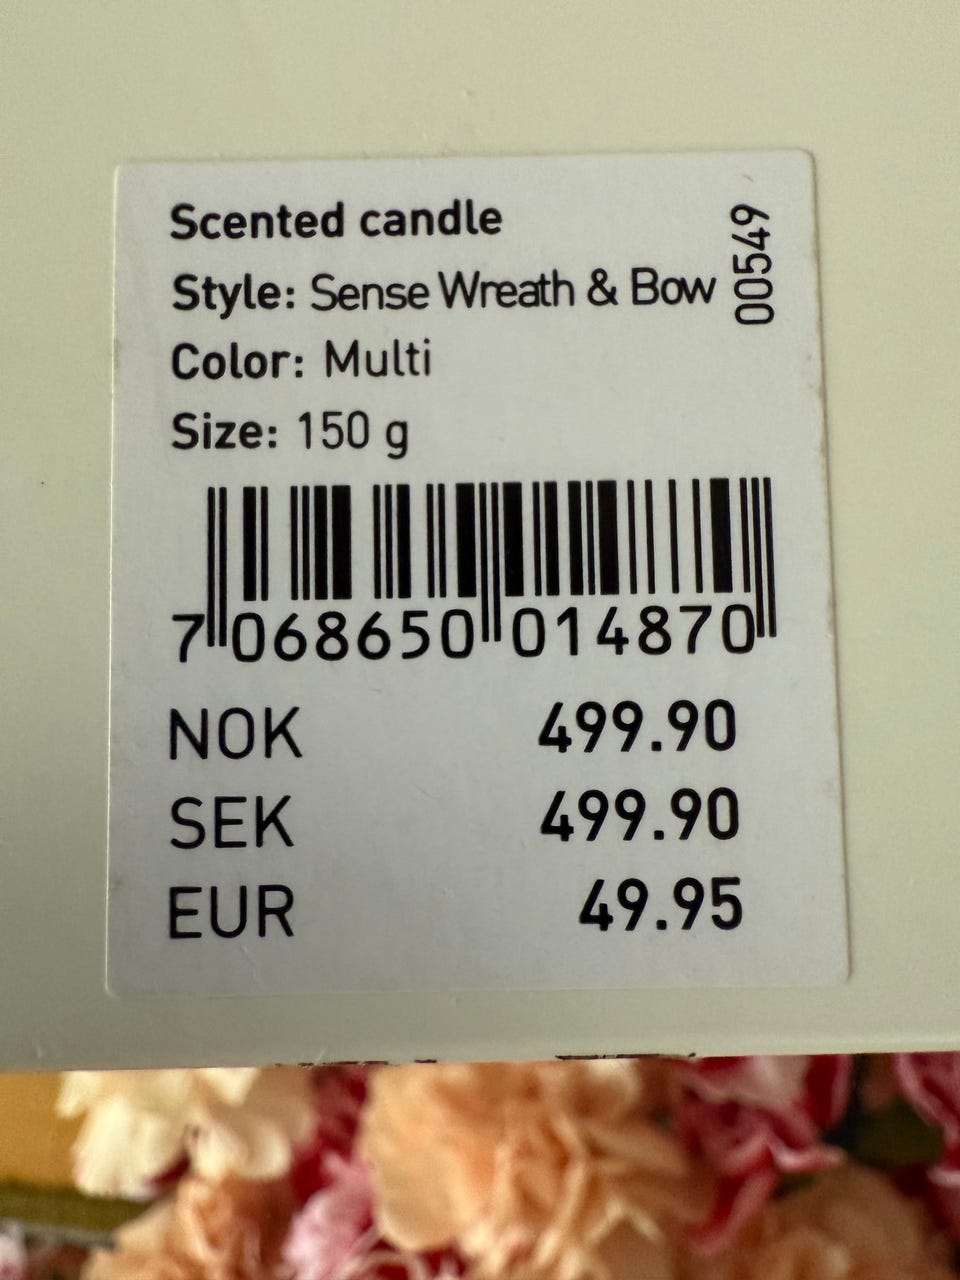 Scented candle
00549
Style: Sense Wreath & Bow
Color: Multi
Size: 150 g
7 068650 014870
NOK 499.90
SEK 499.90
EUR 49.95